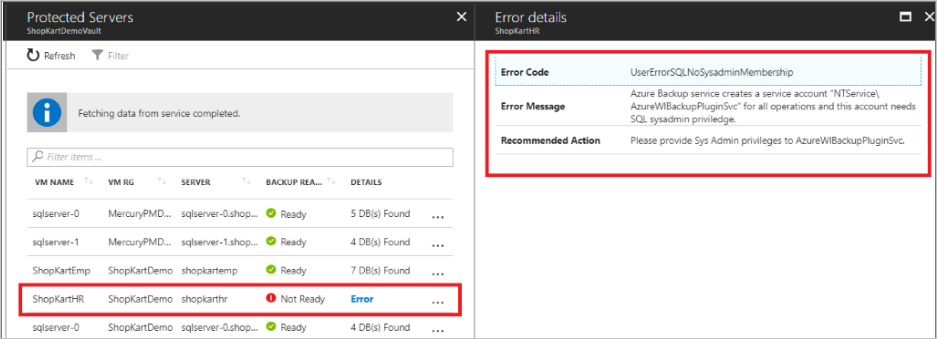 Protected Servers
ShopKartDemoVault
Refresh Filter
Fetching data from service completed.
Filter items ...
VM NAME VM RG SERVER BACKUP REA... DETAILS
sqlserver-0 MercuryPMD... sqlserver-0.shop... Ready 5 DB(s) Found ...
sqlserver-1 MercuryPMD... sqlserver-1.shop... Ready 4 DB(s) Found ...
ShopKartEmp ShopKartDemo shopkartemp Ready 7 DB(s) Found ...
ShopKartHR ShopKartDemo shopkarthr Not Ready Error ...
sqlserver-0 ShopKartDemo sqlserver-0.shop... Ready 4 DB(s) Found ...
Error details
ShopKartHR
Error Code UserErrorSQLNoSysadminMembership
Error Message Azure Backup service creates a service account "NTService\
AzureWlBackupPluginSvc" for all operations and this account needs
SQL sysadmin priviledge.
Recommended Action Please provide Sys Admin privileges to AzureWlBackupPluginSvc.